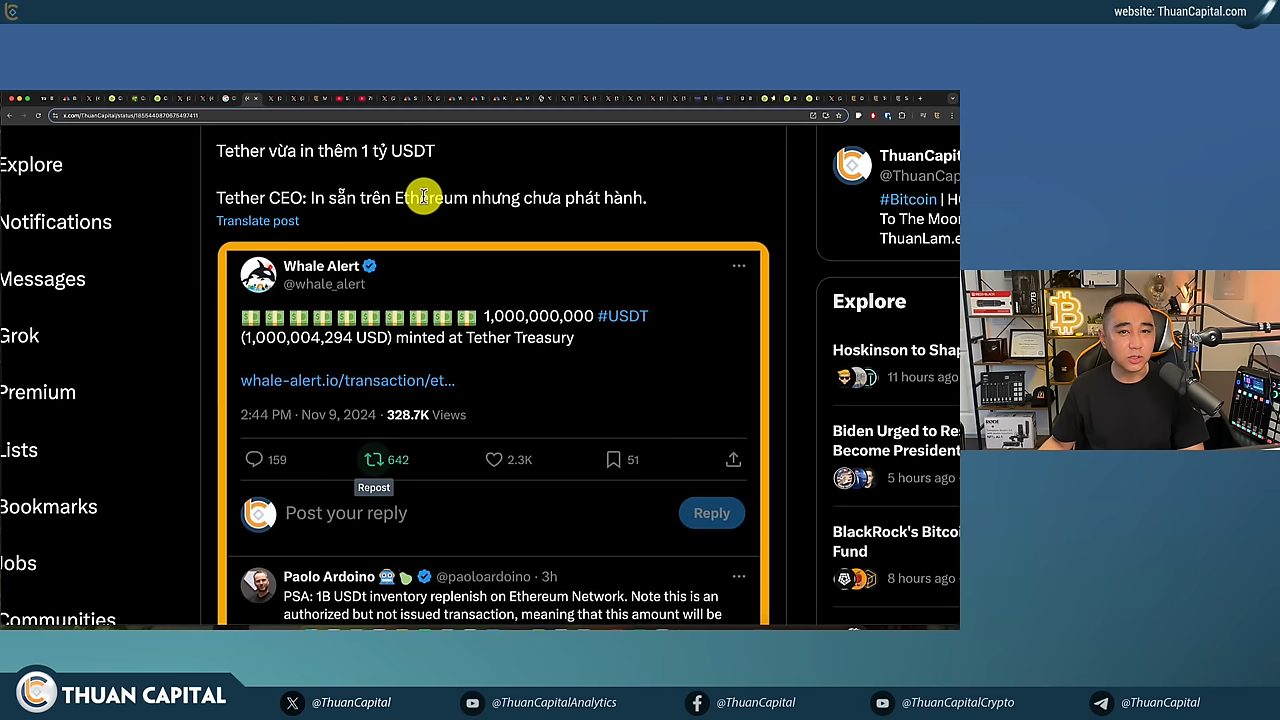 website: ThuanCapital.com
x.com/ThuanCapital/status/1855440870675497411
Explore
Notifications
Messages
Grok
Premium
Lists
Bookmarks
Jobs
Communities
Tether vừa in thêm 1 tỷ USDT
Tether CEO: In sẵn trên Ethereum nhưng chưa phát hành.
Translate post
Whale Alert
@whale_alert
1,000,000,000 #USDT
(1,000,004,294 USD) minted at Tether Treasury
whale-alert.io/transaction/et...
2:44 PM · Nov 9, 2024 · 328.7K Views
159 642 2.3K 51
Repost
Post your reply
Reply
Paolo Ardoino @paoloardoino · 3h
PSA: 1B USDt inventory replenish on Ethereum Network. Note this is an
authorized but not issued transaction, meaning that this amount will be
ThuanCapit
@ThuanCap
#Bitcoin | H
To The Moo
ThuanLam.e
Explore
Hoskinson to Shap
11 hours ago
Biden Urged to Re
Become President
5 hours ago
BlackRock's Bitco
Fund
8 hours ago
THUAN CAPITAL
@ThuanCapital
@ThuanCapitalAnalytics
@ThuanCapital
@ThuanCapitalCrypto
@ThuanCapital